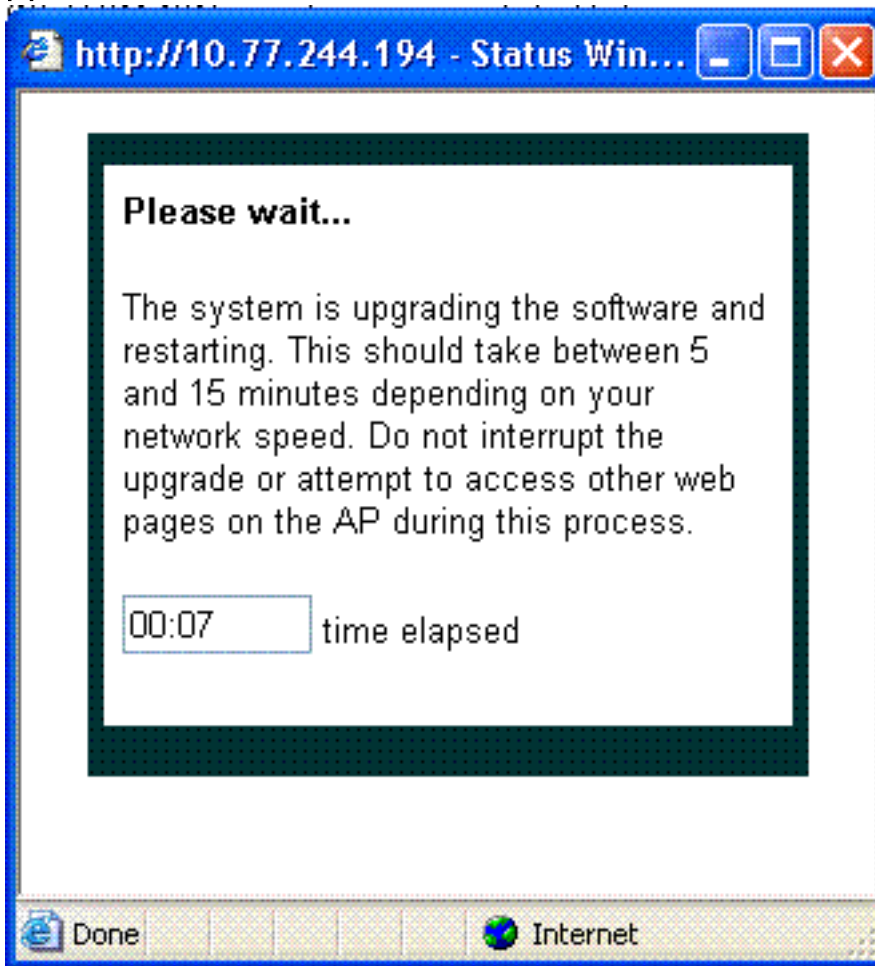 http://10.77.244.194 - Status Win...
Please wait...
The system is upgrading the software and
restarting. This should take between 5
and 15 minutes depending on your
network speed. Do not interrupt the
upgrade or attempt to access other web
pages on the AP during this process.
00:07 time elapsed
Done
Internet